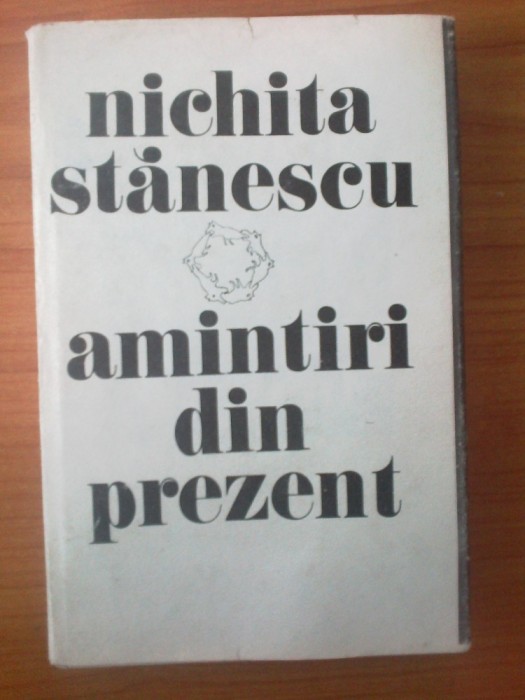 nichita
stănescu
amintiri
din
prezent